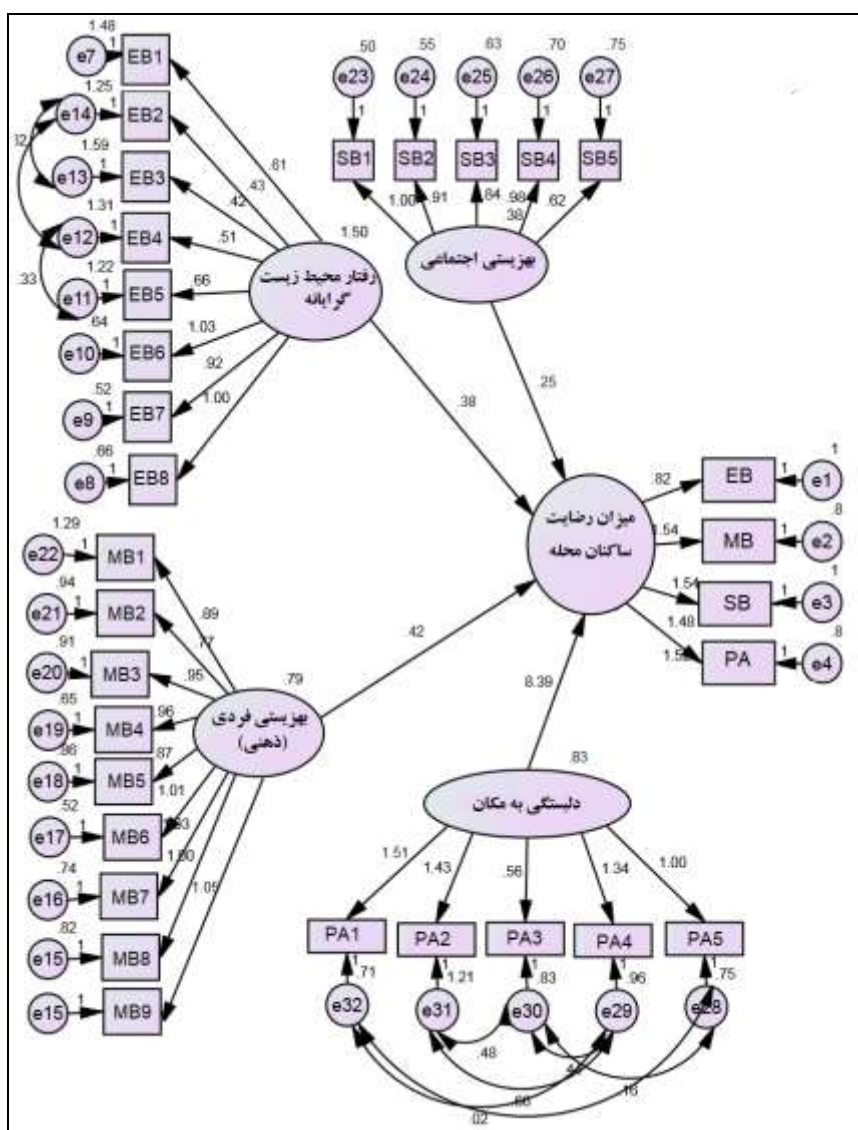 1.48
e7 1 EB1
1.25
e14 1 EB2
1.59
e13 1 EB3
1.31
e12 1 EB4
.33
1.22
e11 1 EB5
.64
e10 1 EB6
.52
e9 1 EB7
.66
e8 1 EB8
.61
.43
.42
.51
.66
1.03
.92
1.00
1.50
رفتار محیط زیست
گرایانه
.50 .55 .63 .70 .75
e23 e24 e25 e26 e27
1 1 1 1 1
SB1 SB2 SB3 SB4 SB5
1.00 .91 .84 .98 .62
.38
بهزیستی اجتماعی
.38
.25
میزان رضایت
ساکنان محله
.82 EB 1 e1 1
1.54 MB 1 e2 .8
1.54 SB 1 e3 1
1.48
PA 1 e4 .8
1.29
e22 1 MB1
.94
e21 1 MB2
.91
e20 1 MB3
.65
e19 1 MB4
e18 1 MB5
.52
e17 1 MB6
.74
e16 1 MB7
.82
e15 1 MB8
e15 1 MB9
.89
.77
.95
.96
.87
1.01
1.05
.79
بهزیستی فردی
(ذهنی)
.42
8.39
.83
دلبستگی به مکان
1.51 1.43 .56 1.34 1.00
PA1 PA2 PA3 PA4 PA5
1 1 1 1 1
.71 1.21 .83 .96 .75
e32 e31 e30 e29 e28
.48
.16
.02